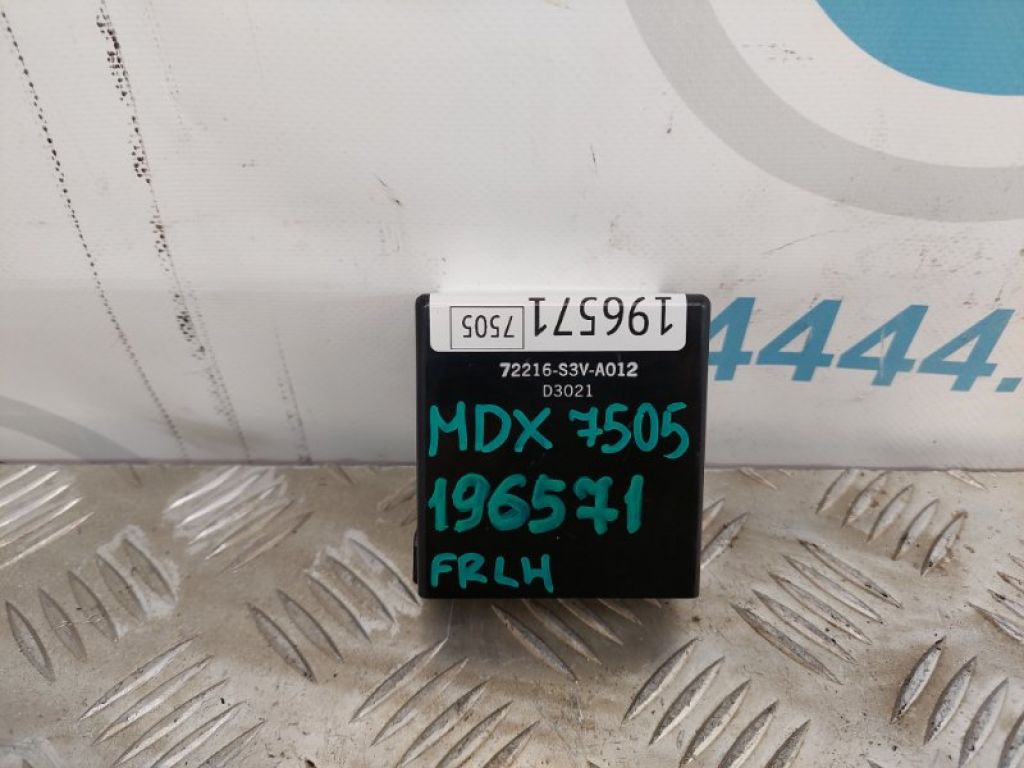 196571 7505
72216-S3V-A012
D3021
MDX 7505
196571
FRLH
4444.